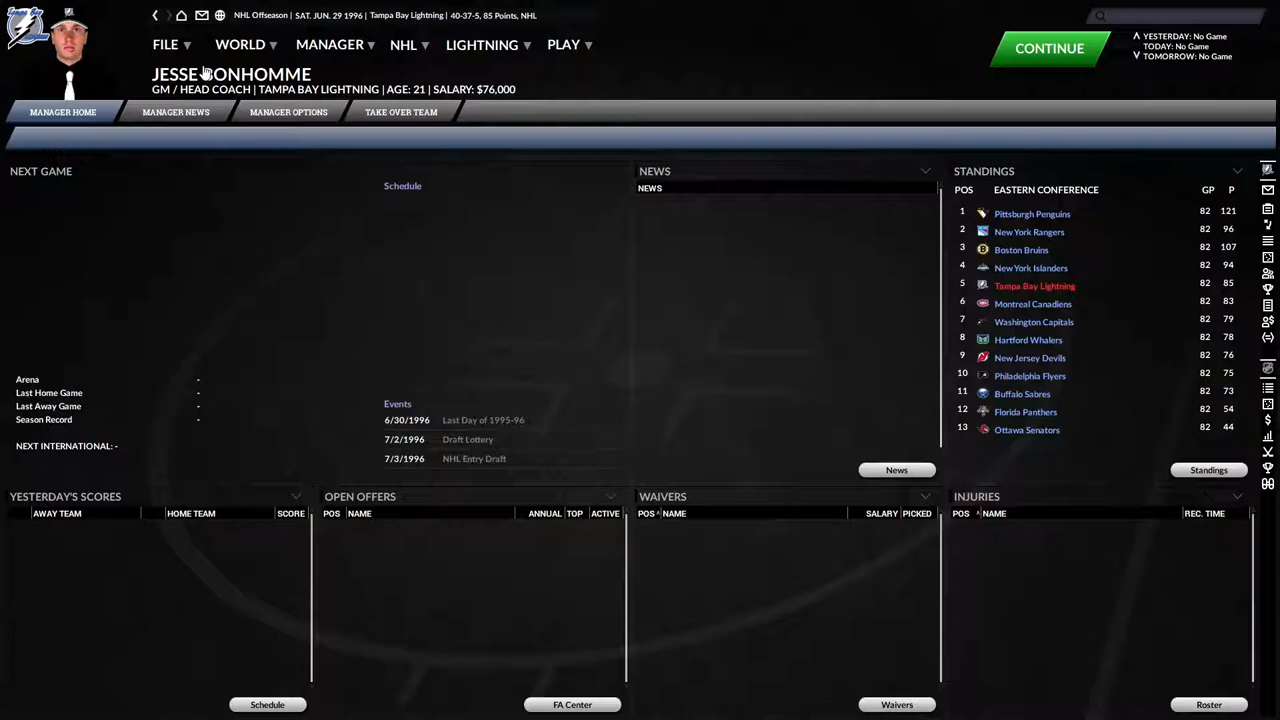 NHL Offseason | SAT. JUN. 29 1996 | Tampa Bay Lightning | 40-37-5, 85 Points, NHL
FILE WORLD MANAGER NHL LIGHTNING PLAY
CONTINUE
YESTERDAY: No Game
TODAY: No Game
TOMORROW: No Game
JESSE BONHOMME
GM / HEAD COACH | TAMPA BAY LIGHTNING | AGE: 21 | SALARY: $76,000
MANAGER HOME MANAGER NEWS MANAGER OPTIONS TAKE OVER TEAM
NEXT GAME
Schedule
Arena -
Last Home Game -
Last Away Game -
Season Record -
NEXT INTERNATIONAL: -
Events
6/30/1996 Last Day of 1995-96
7/2/1996 Draft Lottery
7/3/1996 NHL Entry Draft
NEWS
NEWS
News
STANDINGS
POS EASTERN CONFERENCE GP P
1 Pittsburgh Penguins 82 121
2 New York Rangers 82 96
3 Boston Bruins 82 107
4 New York Islanders 82 94
5 Tampa Bay Lightning 82 85
6 Montreal Canadiens 82 83
7 Washington Capitals 82 79
8 Hartford Whalers 82 78
9 New Jersey Devils 82 76
10 Philadelphia Flyers 82 75
11 Buffalo Sabres 82 73
12 Florida Panthers 82 54
13 Ottawa Senators 82 44
Standings
YESTERDAY'S SCORES
AWAY TEAM HOME TEAM SCORE
Schedule
OPEN OFFERS
POS NAME ANNUAL TOP ACTIVE
FA Center
WAIVERS
POS NAME SALARY PICKED
Waivers
INJURIES
POS NAME REC. TIME
Roster